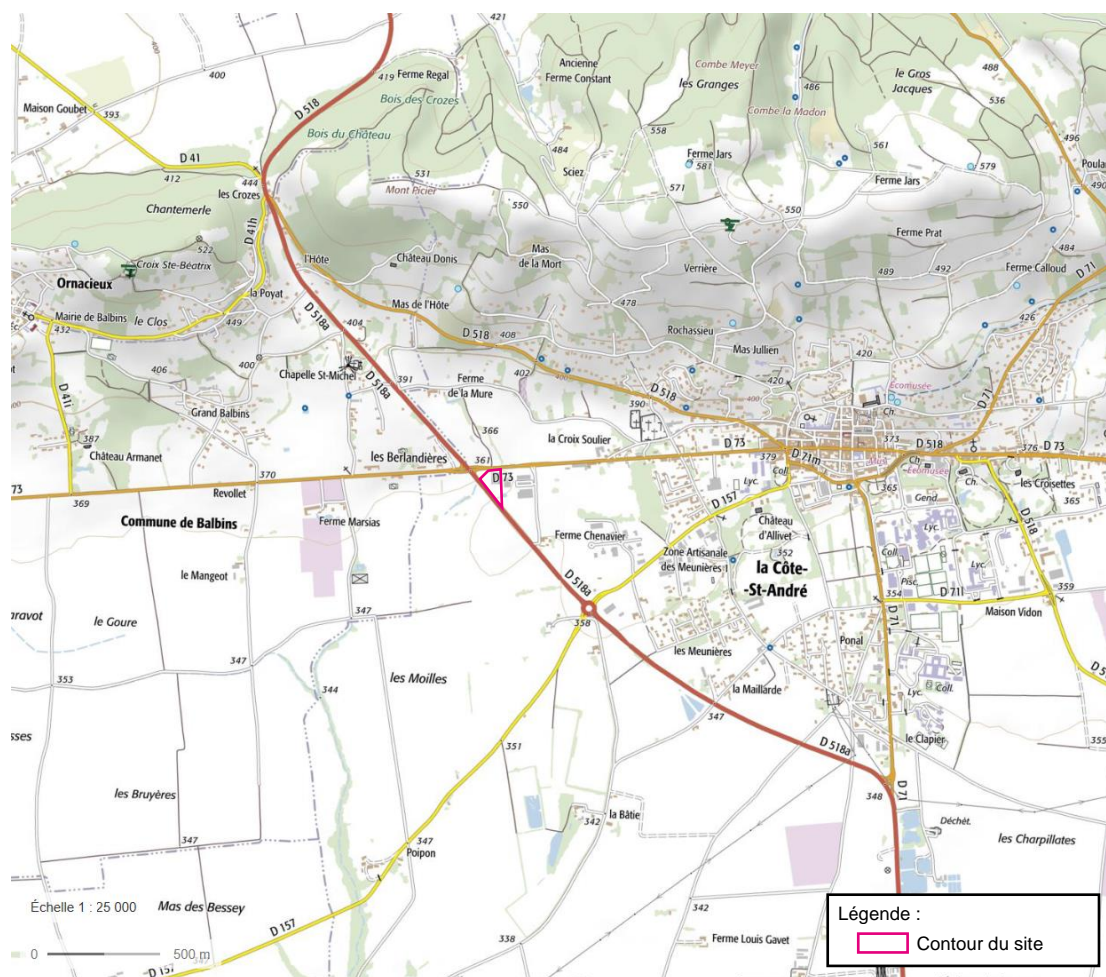 421
Ferme Regal
419
Ancienne
Ferme Constant
Combe Meyer
les Granges
486
le Gros
Jacques
488
536
400
400
Maison Goubet
393
D 518
Bois des Crozes
Bois du Château
Combe la Madon
496
558
484
Ferme Jars
581
561
579
Poula
D 41
412
444
les Crozes
Sciez
531
Mont Picier
550
571
Ferme Jars
490
Chantemerle
D 41h
550
522
Croix Ste-Béatrix
l'Hôte
Château Donis
Mas
de la Mort
Verrière
Ferme Prat
484
489
492
Ferme Calloud
D 71
Ornacieux
la Poyat
Mairie de Balbins
le Clos
432
449
Mas de l'Hôte
478
Rochassieu
426
D 518a
404
D 518
408
406
400
Chapelle St-Michel
D 518a
391
Ferme
de la Mure
402
400
Mas Jullien
420
420
Ecomusée
Ch.
D 41i
Grand Balbins
366
390
D 518
400
D 71
387
Château Armanet
les Berlandières
361
la Croix Soulier
D 73
373
D 518
D 73
376
379
D 71m
Coll.
Ch.
Ecomusée
les Croisettes
73
369
Revollet
370
D 73
D 157
Lyc.
365
Gend
Ch.
365
Commune de Balbins
Ferme Marsias
Ferme Chenavier
Château
d'Allivet
352
Lyc.
D 518
Zone Artisanale
des Meunières
Coll
Lyc.
le Mangeot
la Côte-
-St-André
Pisc.
354
D 71l
359
Maison Vidon
D 518a
358
347
le Goure
D 71
Ponal
347
353
344
les Moilles
les Meunières
la Maillarde
347
Lyc.
Coll.
le Clapier
355
D 518a
351
348
D 71
les Bruyères
347
342
la Bâtie
Déchèt.
les Charpillates
347
Poipon
Échelle 1 : 25 000
Mas des Bessey
D 157
342
338
Ferme Louis Gavet
0
500 m
D 157
347
Légende :
Contour du site